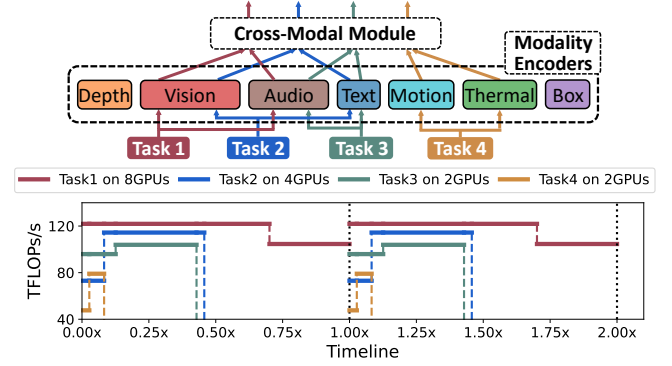 Cross-Modal Module
Modality
Encoders
Depth Vision Audio Text Motion Thermal Box
Task 1 Task 2 Task 3 Task 4
Task1 on 8GPUs Task2 on 4GPUs Task3 on 2GPUs Task4 on 2GPUs
TFLOPs/s
120
80
40
0.00x 0.25x 0.50x 0.75x 1.00x 1.25x 1.50x 1.75x 2.00x
Timeline